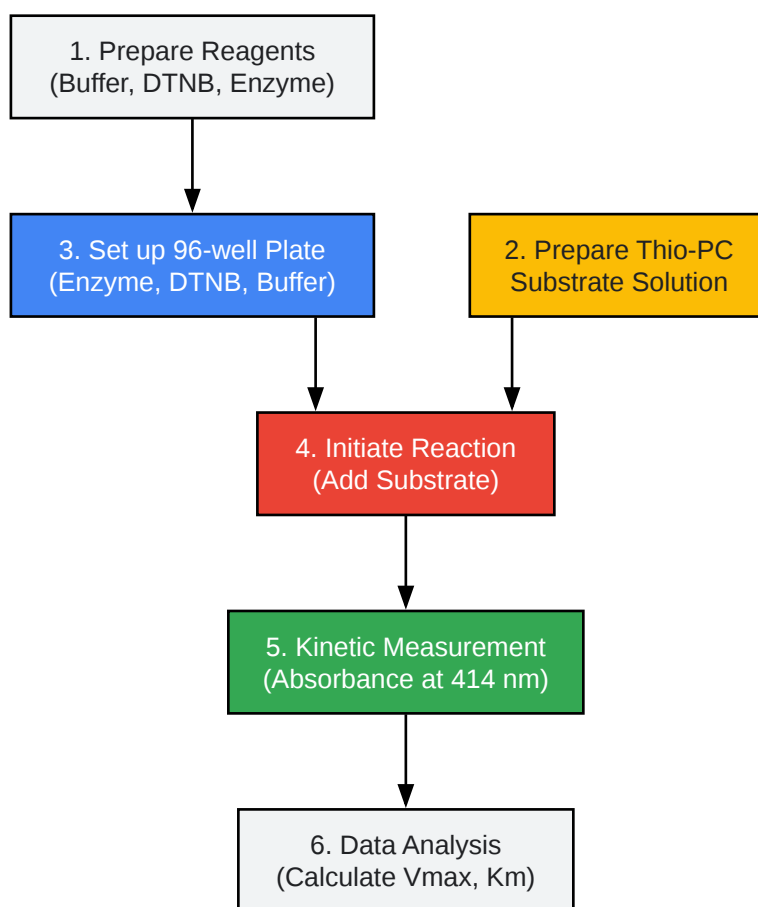 1. Prepare Reagents
(Buffer, DTNB, Enzyme)
3. Set up 96-well Plate
(Enzyme, DTNB, Buffer)
2. Prepare Thio-PC
Substrate Solution
4. Initiate Reaction
(Add Substrate)
5. Kinetic Measurement
(Absorbance at 414 nm)
6. Data Analysis
(Calculate Vmax, Km)